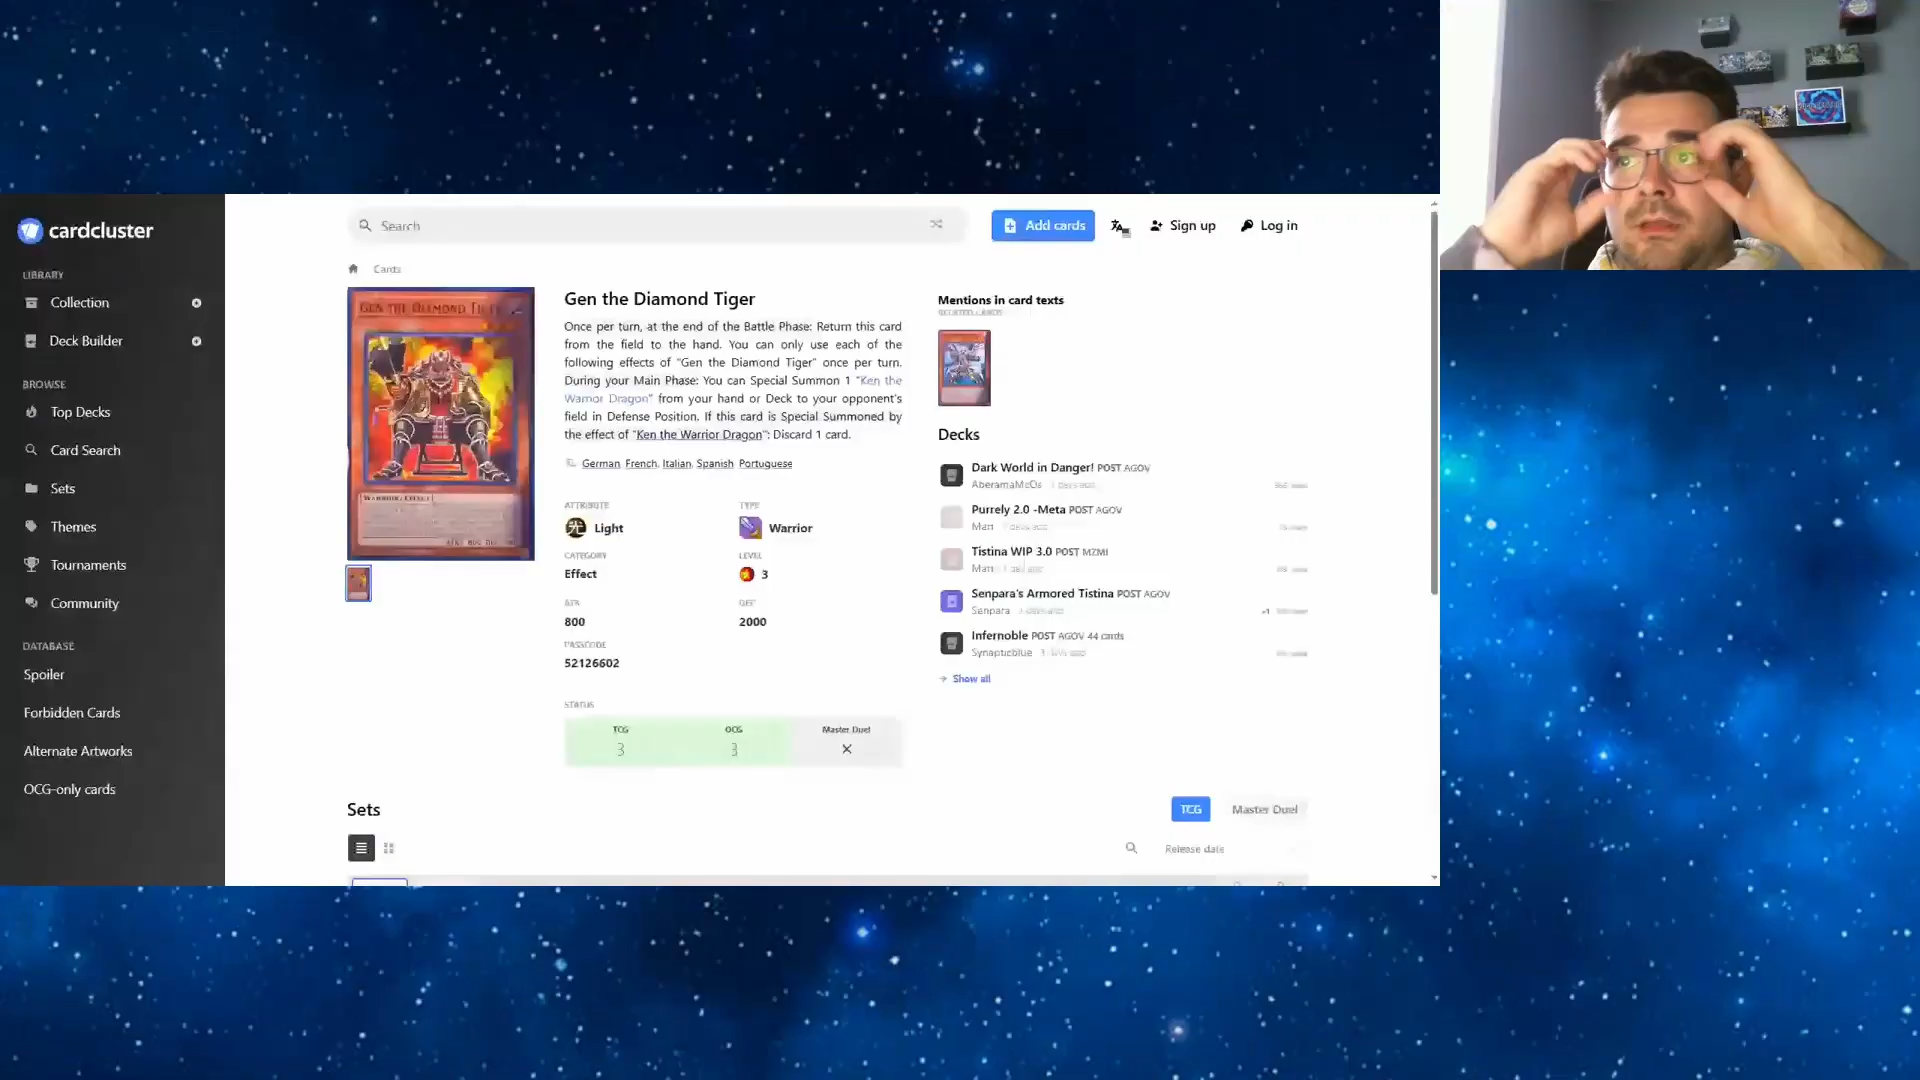 cardcluster
LIBRARY
Collection
Deck Builder
BROWSE
Top Decks
Card Search
Sets
Themes
Tournaments
Community
DATABASE
Spoiler
Forbidden Cards
Alternate Artworks
OCG-only cards
Search
Add cards
Sign up
Log in
Cards
GEN THE DIAMOND TIGER
Gen the Diamond Tiger
Once per turn, at the end of the Battle Phase: Return this card
from the field to the hand. You can only use each of the
following effects of "Gen the Diamond Tiger" once per turn.
During your Main Phase: You can Special Summon 1 "Ken the
Warrior Dragon" from your hand or Deck to your opponent's
field in Defense Position. If this card is Special Summoned by
the effect of "Ken the Warrior Dragon": Discard 1 card.
German French Italian Spanish Portuguese
ATTRIBUTE
Light
TYPE
Warrior
CATEGORY
Effect
LEVEL
3
ATK
800
DEF
2000
PASSCODE
52126602
STATUS
TCG
3
OCG
3
Master Duel
Mentions in card texts
Decks
Dark World in Danger! POST AGOV
AberamaMcOs
Purrely 2.0 -Meta POST AGOV
Matt
Tistina WIP 3.0 POST MZMI
Matt
Senpara's Armored Tistina POST AGOV
Senpara
+1
Infernoble POST AGOV 44 cards
Synapticblue
Show all
Sets
TCG
Master Duel
Release date